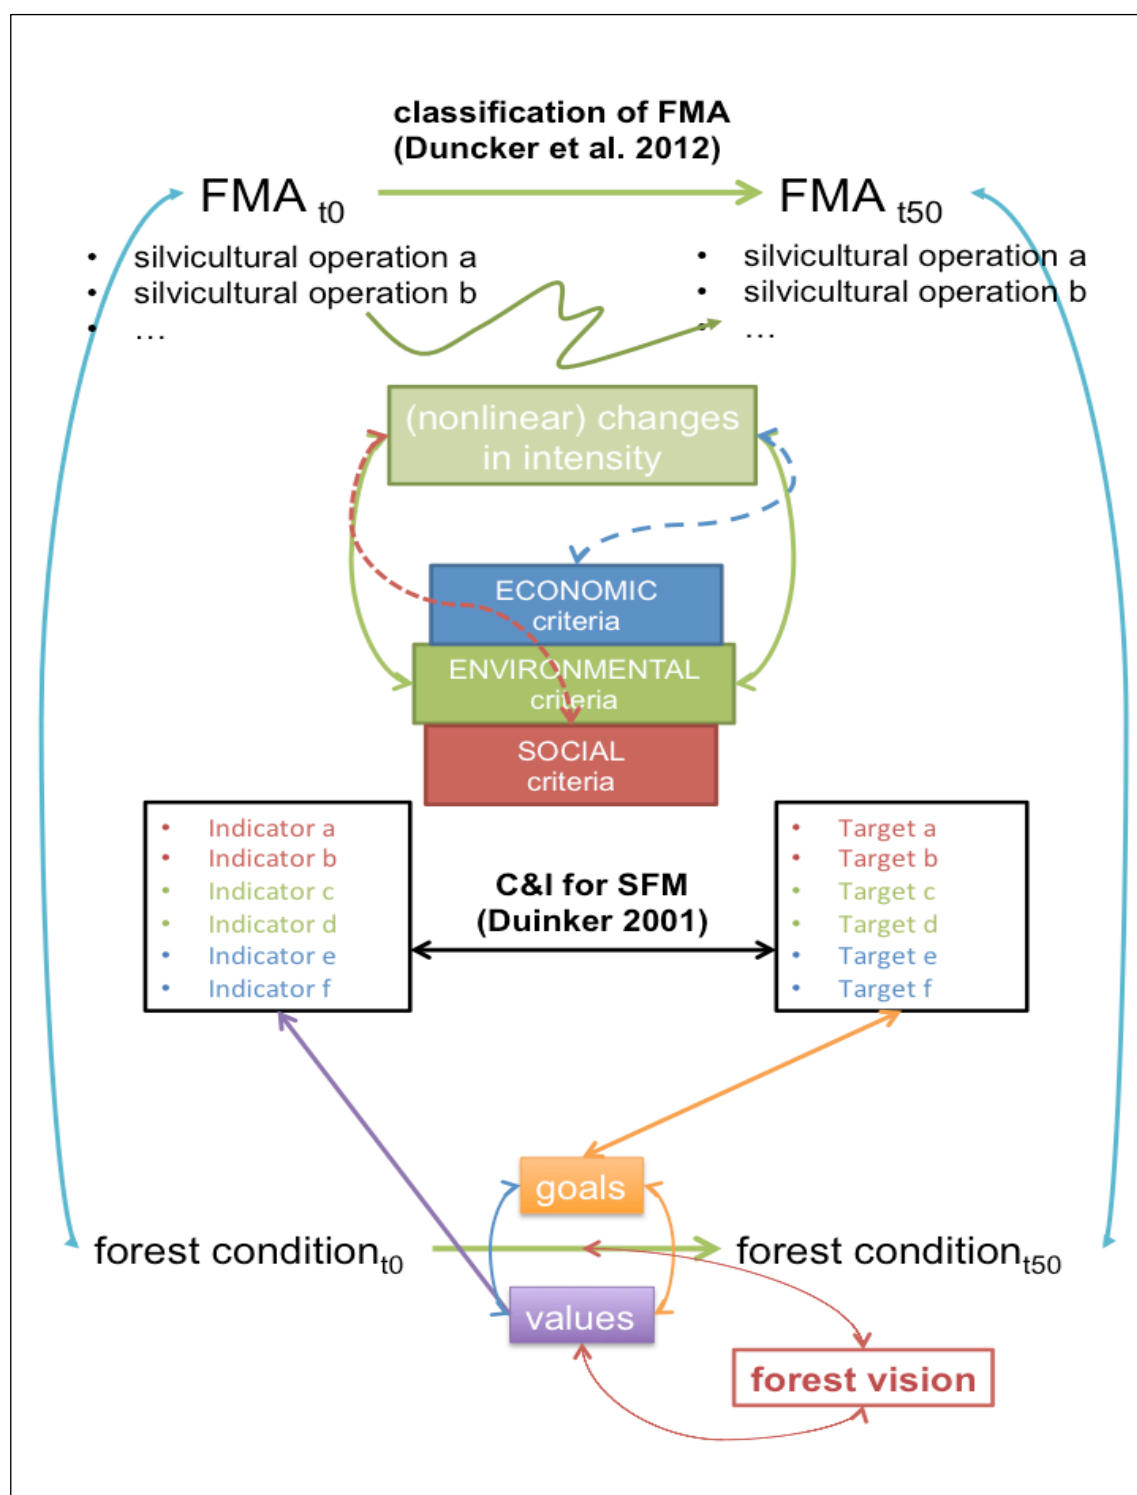 classification of FMA
(Duncker et al. 2012)
FMA t0
FMA t50
• silvicultural operation a
• silvicultural operation b
• …
• silvicultural operation a
• silvicultural operation b
• …
(nonlinear) changes
in intensity
ECONOMIC
criteria
ENVIRONMENTAL
criteria
SOCIAL
criteria
• Indicator a
• Indicator b
• Indicator c
• Indicator d
• Indicator e
• Indicator f
C&I for SFM
(Duinker 2001)
• Target a
• Target b
• Target c
• Target d
• Target e
• Target f
goals
forest condition t0
forest condition t50
values
forest vision